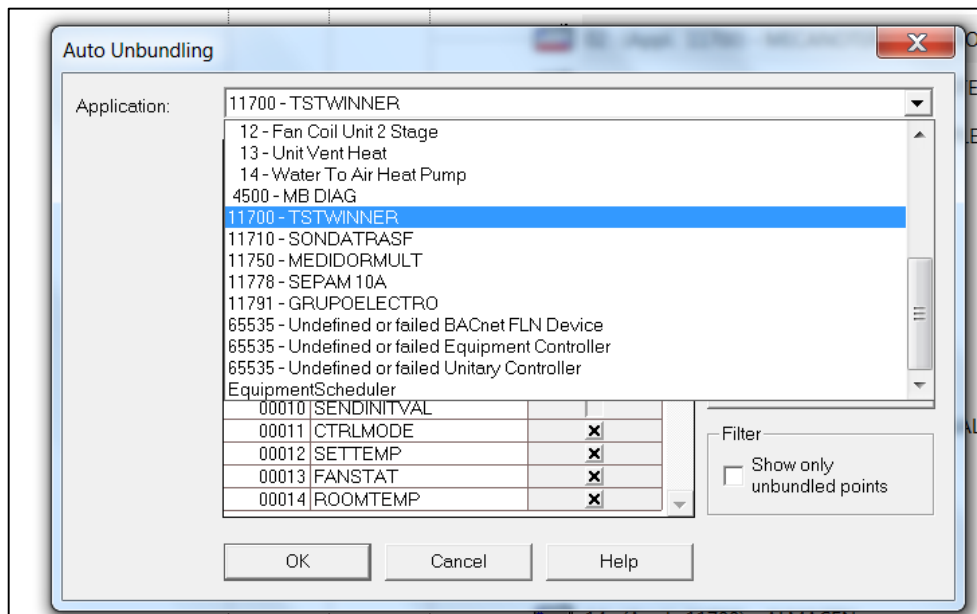 Auto Unbundling
Application:
11700 - TSTWINNER
12 - Fan Coil Unit 2 Stage
13 - Unit Vent Heat
14 - Water To Air Heat Pump
4500 - MB DIAG
11700 - TSTWINNER
11710 - SONDATRASF
11750 - MEDIDORMULT
11778 - SEPAM 10A
11791 - GRUPOELECTRO
65535 - Undefined or failed BACnet FLN Device
65535 - Undefined or failed Equipment Controller
65535 - Undefined or failed Unitary Controller
EquipmentScheduler
00010 SENDINITVAL
00011 CTRLMODE
00012 SETTEMP
00013 FANSTAT
00014 ROOMTEMP
Filter
Show only
unbundled points
OK Cancel Help